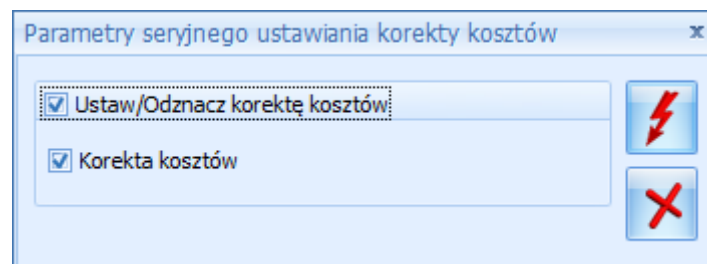 Parametry seryjnego ustawiania korekty kosztów
Ustaw/Odznacz korektę kosztów
Korekta kosztów